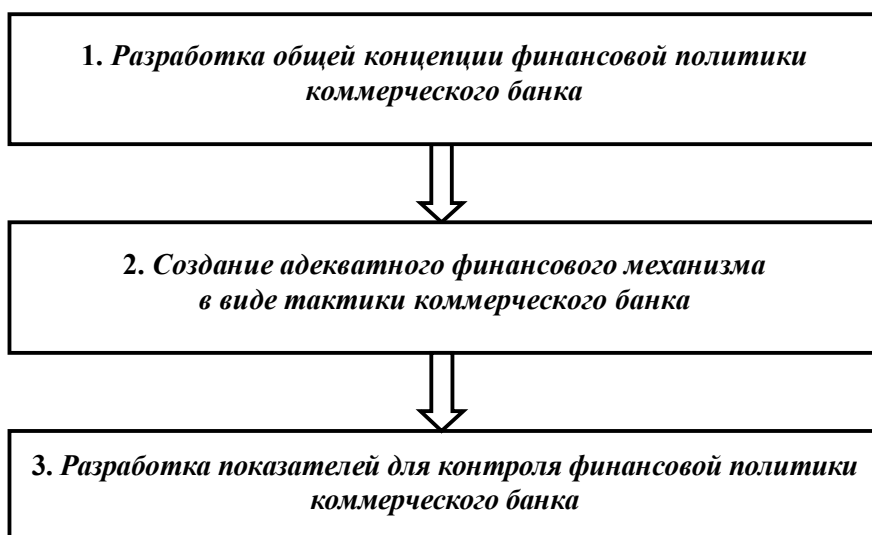 1. Разработка общей концепции финансовой политики
коммерческого банка
2. Создание адекватного финансового механизма
в виде тактики коммерческого банка
3. Разработка показателей для контроля финансовой политики
коммерческого банка